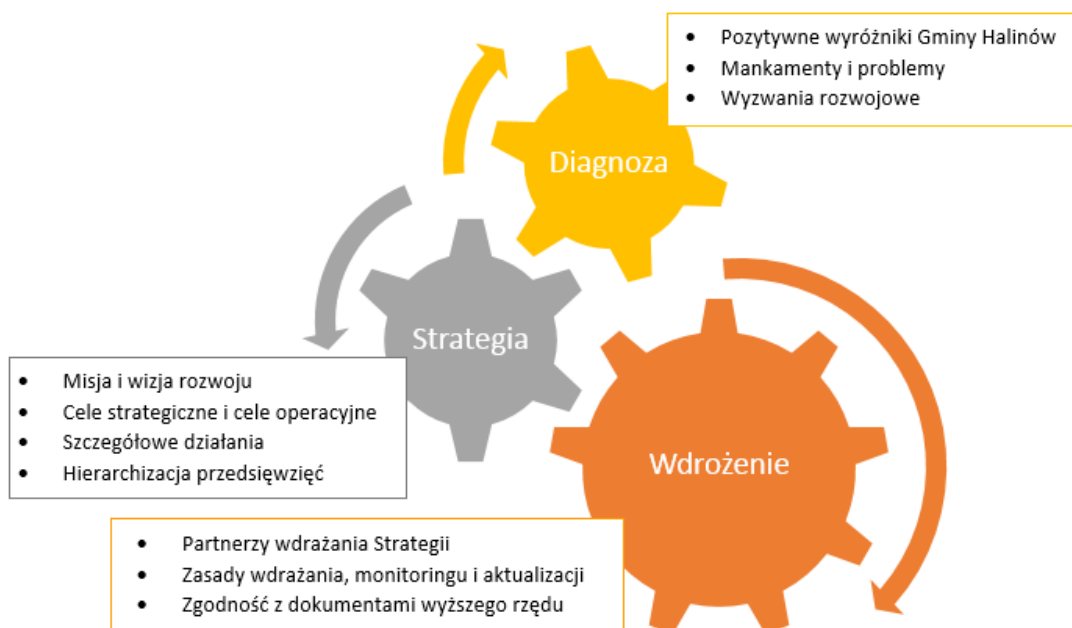 • Pozytywne wyróżniki Gminy Halinów
• Mankamenty i problemy
• Wyzwania rozwojowe
Diagnoza
Strategia
• Misja i wizja rozwoju
• Cele strategiczne i cele operacyjne
• Szczegółowe działania
• Hierarchizacja przedsięwzięć
Wdrożenie
• Partnerzy wdrażania Strategii
• Zasady wdrażania, monitoringu i aktualizacji
• Zgodność z dokumentami wyższego rzędu